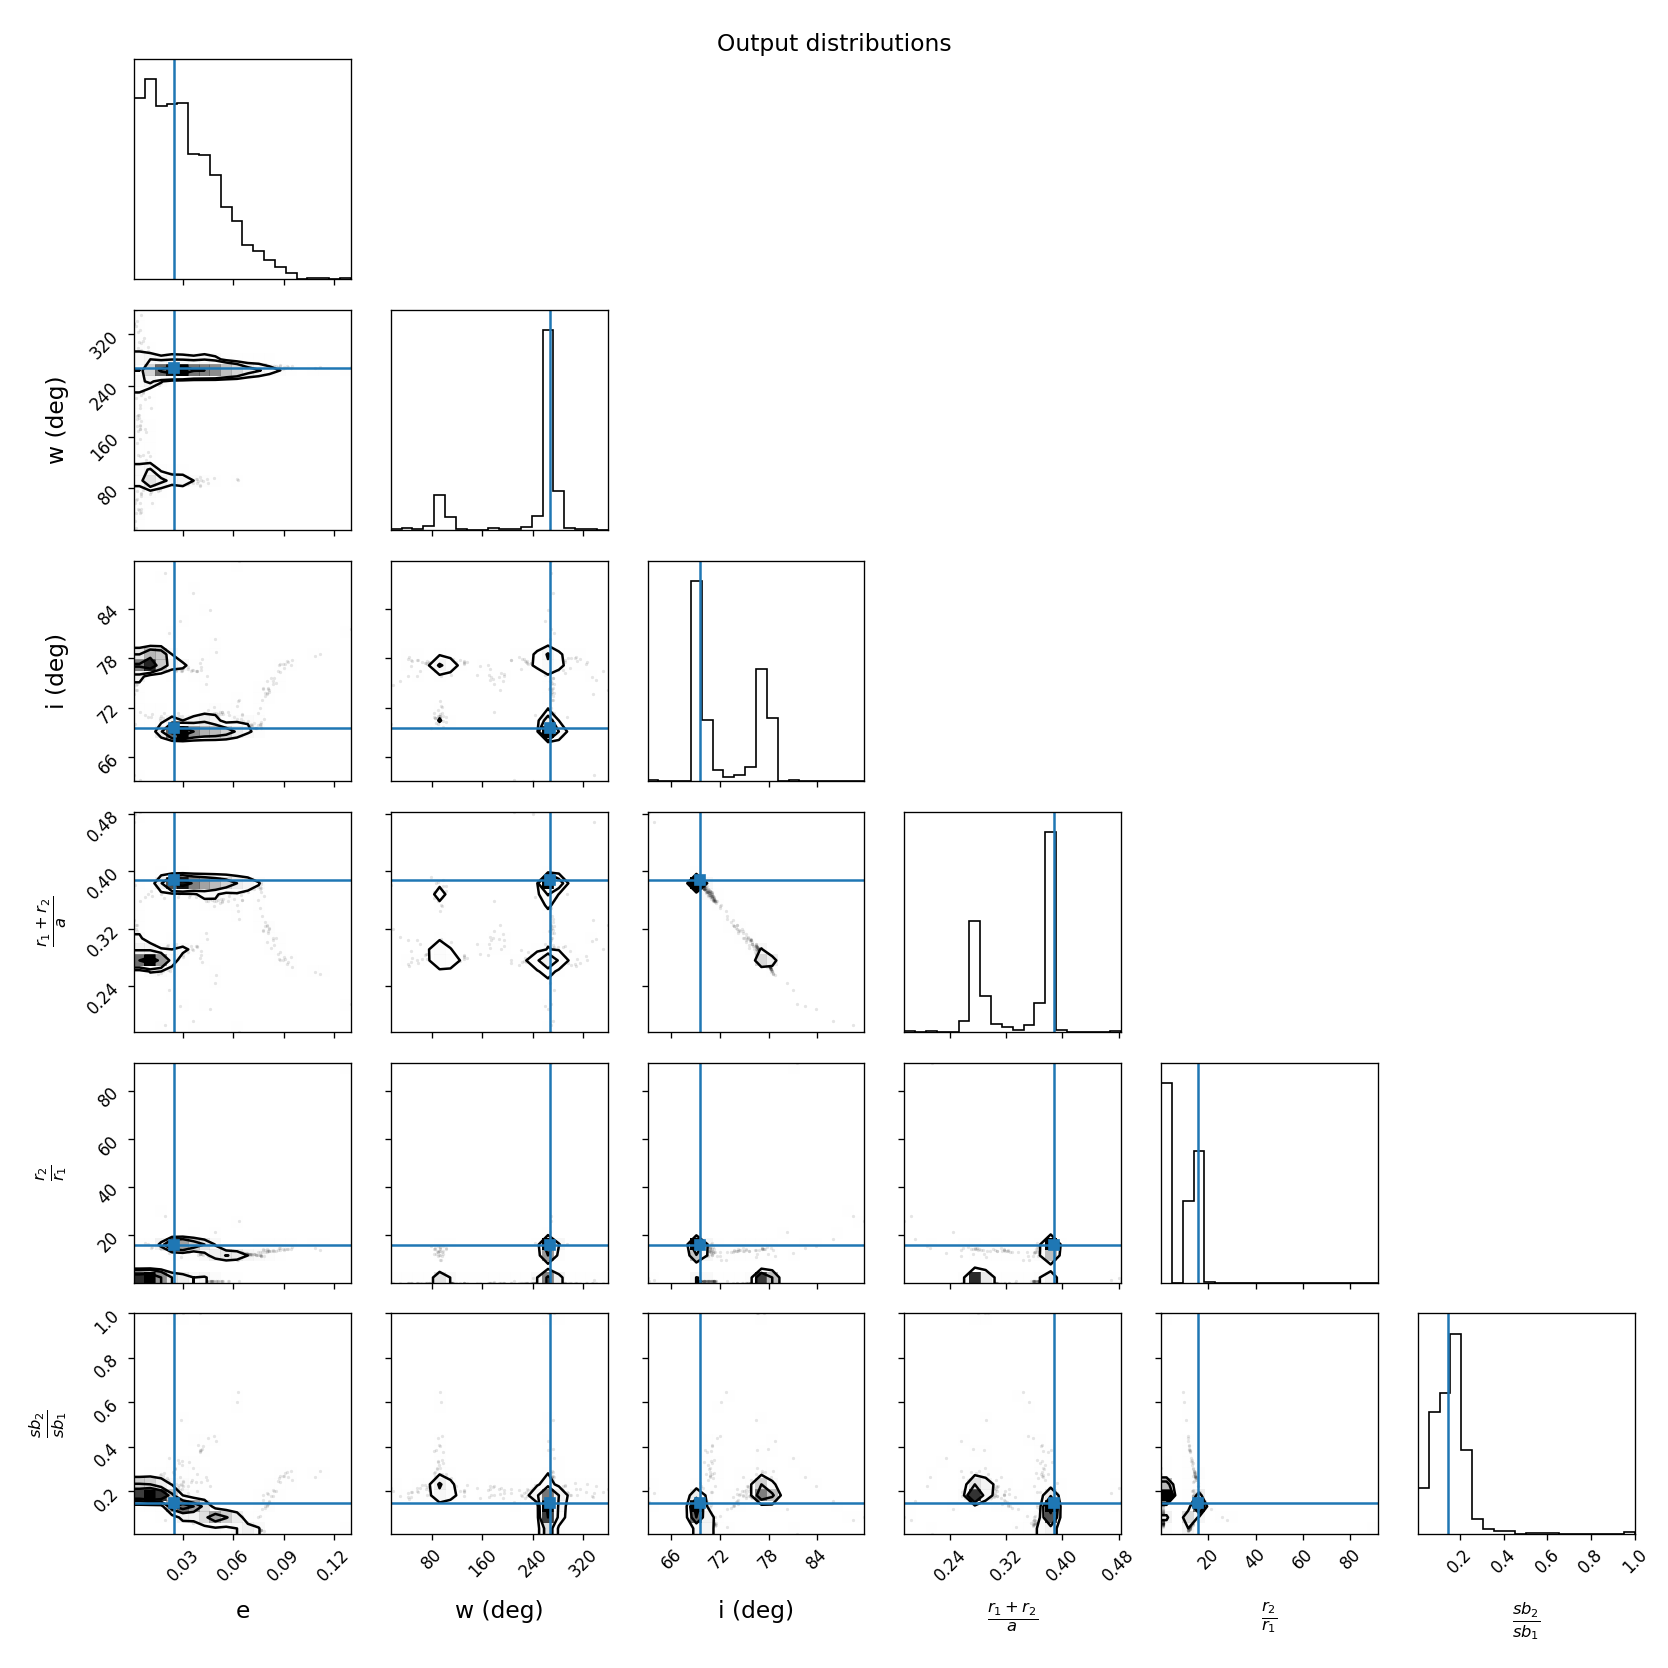 Output distributions
320
240
160
80
w (deg)
84
78
72
66
i (deg)
0.48
0.40
0.32
0.24
r₁ + r₂
a
80
60
40
20
r₂
r₁
1.0
0.8
0.6
0.4
0.2
sb₂
sb₁
0.03 0.06 0.09 0.12 80 160 240 320 66 72 78 84 0.24 0.32 0.40 0.48 20 40 60 80 0.2 0.4 0.6 0.8 1.0
e w (deg) i (deg) r₁ + r₂ r₂ sb₂
a r₁ sb₁